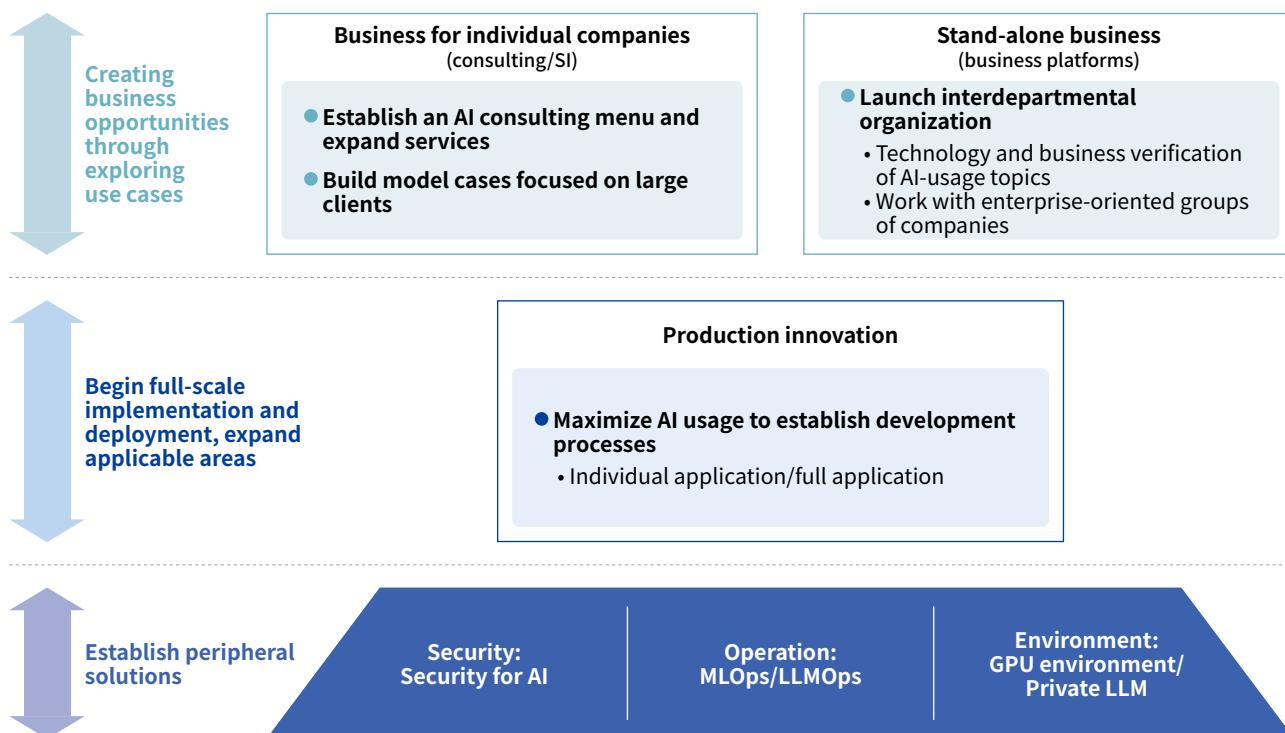 Creating
business
opportunities
through
exploring
use cases
Business for individual companies
(consulting/SI)
● Establish an AI consulting menu and
expand services
● Build model cases focused on large
clients
Stand-alone business
(business platforms)
● Launch interdepartmental
organization
• Technology and business verification
of AI-usage topics
• Work with enterprise-oriented groups
of companies
Begin full-scale
implementation and
deployment, expand
applicable areas
Production innovation
● Maximize AI usage to establish development
processes
• Individual application/full application
Establish peripheral
solutions
Security:
Security for AI
Operation:
MLOps/LLMOps
Environment:
GPU environment/
Private LLM